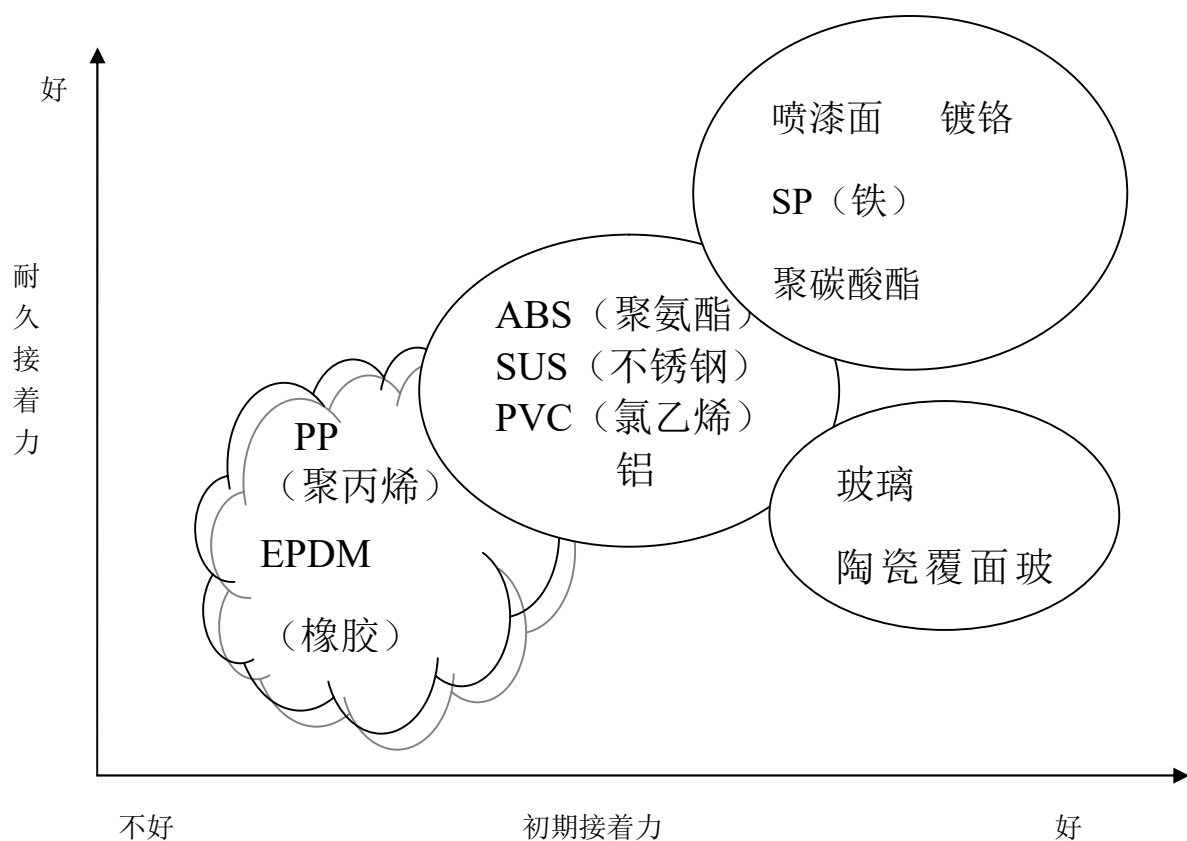 好
耐久接着力
喷漆面 镀铬
SP（铁）
聚碳酸酯
ABS（聚氨酯）
SUS（不锈钢）
PVC（氯乙烯）
铝
PP
（聚丙烯）
EPDM
（橡胶）
玻璃
陶瓷覆面玻
不好 初期接着力 好